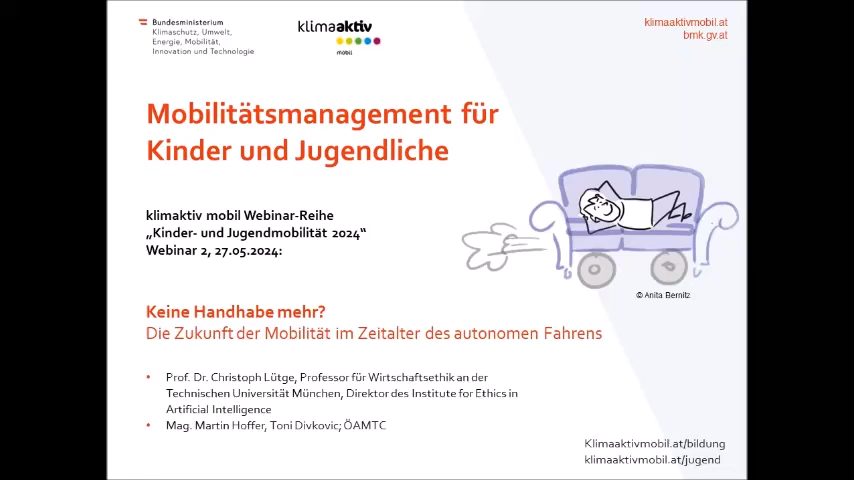 Bundesministerium
Klimaschutz, Umwelt,
Energie, Mobilität,
Innovation und Technologie
klimaaktiv
mobil
klimaaktivmobil.at
bmk.gv.at
Mobilitätsmanagement für
Kinder und Jugendliche
klimaktiv mobil Webinar-Reihe
„Kinder- und Jugendmobilität 2024“
Webinar 2, 27.05.2024:
© Anita Bernitz
Keine Handhabe mehr?
Die Zukunft der Mobilität im Zeitalter des autonomen Fahrens
• Prof. Dr. Christoph Lütge, Professor für Wirtschaftsethik an der
Technischen Universität München, Direktor des Institute for Ethics in
Artificial Intelligence
• Mag. Martin Hoffer, Toni Divkovic; ÖAMTC
Klimaaktivmobil.at/bildung
klimaaktivmobil.at/jugend